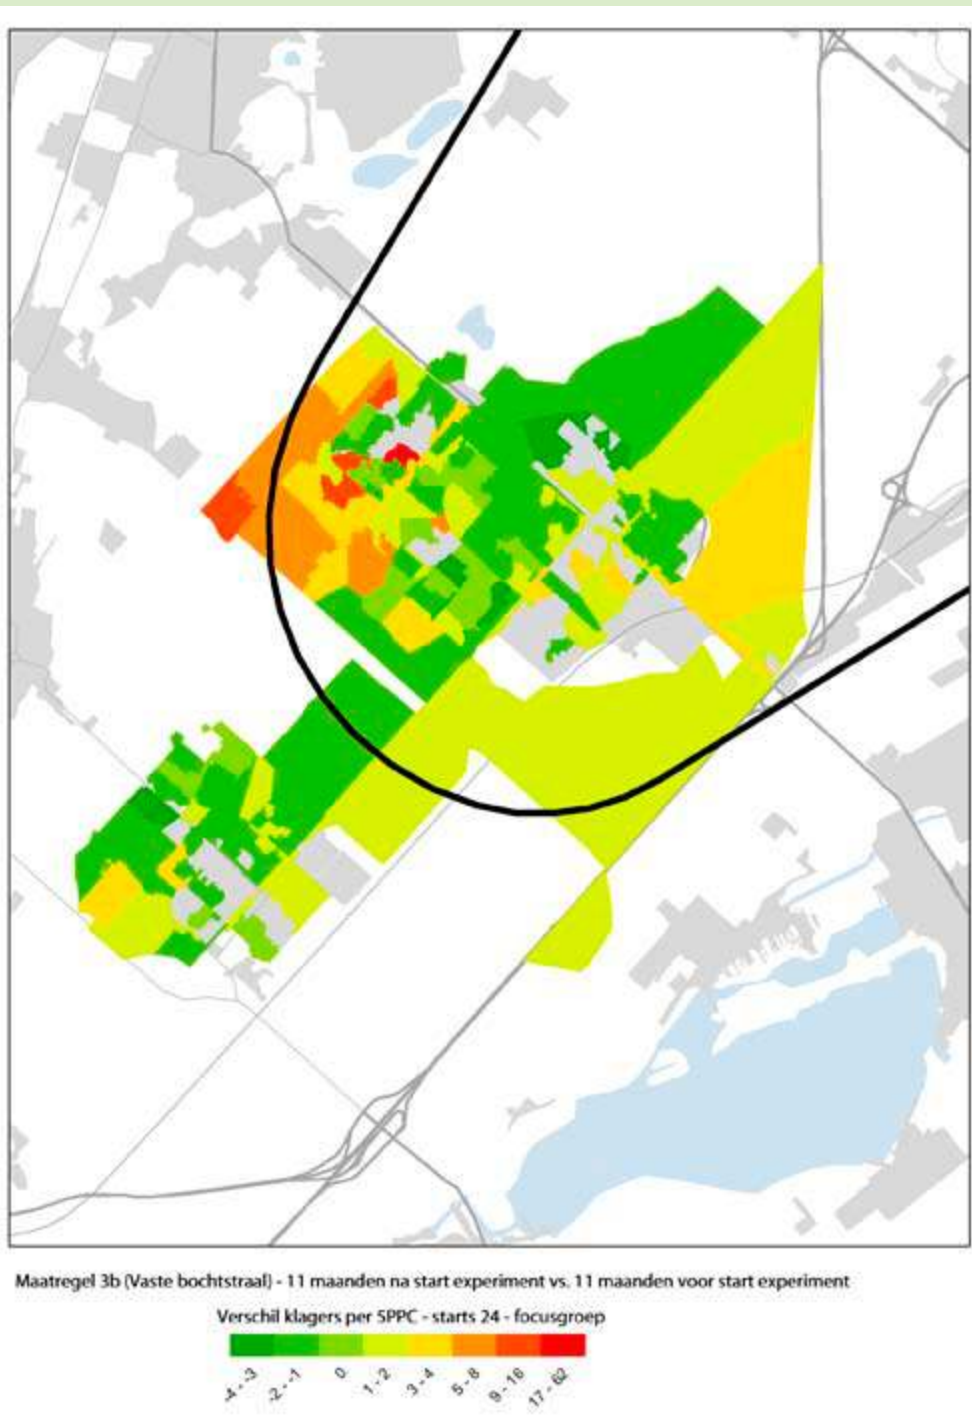 Maatregel 3b (Vaste bochtstraal) - 11 maanden na start experiment vs. 11 maanden voor start experiment
Verschil klagers per 5PPC - starts 24 - focusgroep
-4 - -3
-2 - -1
0
1 - 2
3 - 4
5 - 8
9 - 16
17 - 62